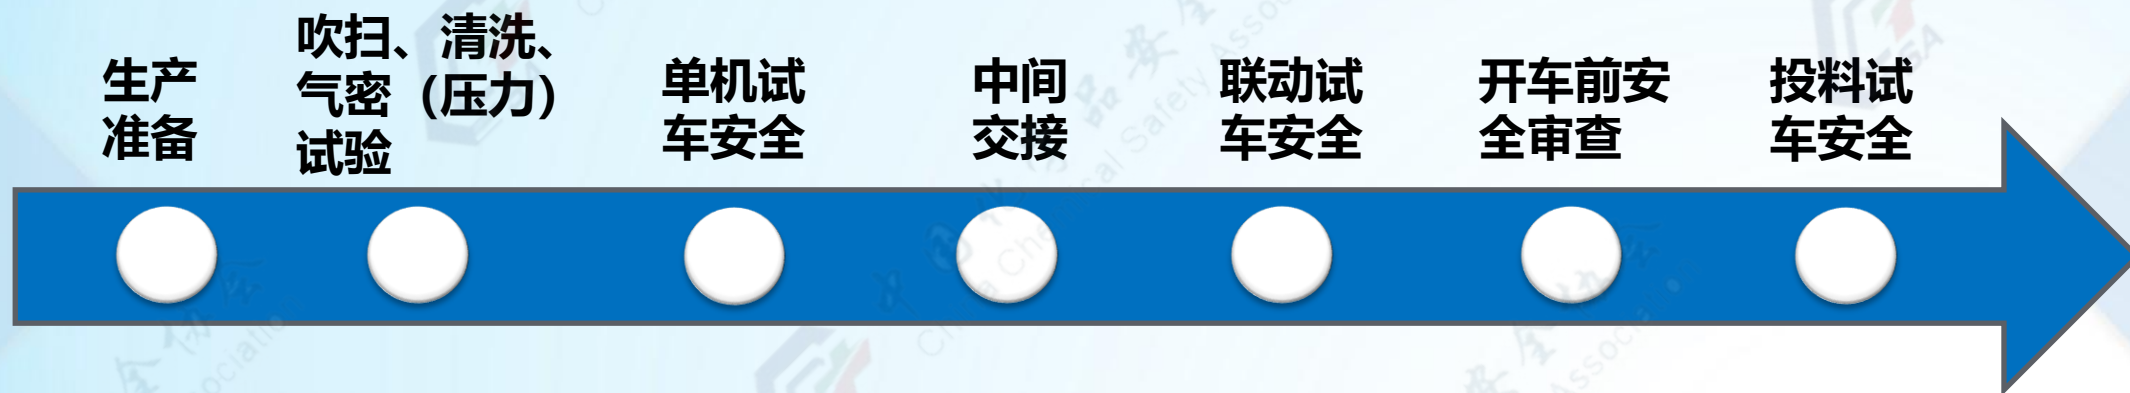 生产
准备
吹扫、清洗、
气密（压力）
试验
单机试
车安全
中间
交接
联动试
车安全
开车前安
全审查
投料试
车安全